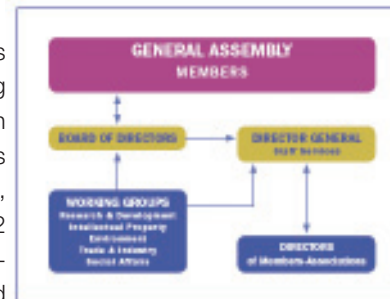 s
g
n
s
,
2
-
d
GENERAL ASSEMBLY
MEMBERS
BOARD OF DIRECTORS
DIRECTOR GENERAL
Staff Services
WORKING GROUPS
Research & Development
Intellectual Property
Environment
Trade & Industry
Social Affairs
DIRECTORS
of Members-Associations